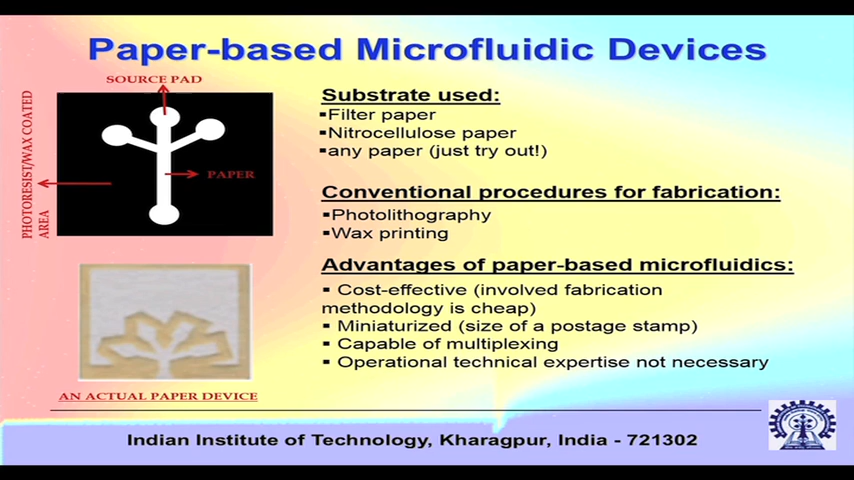 Paper-based Microfluidic Devices
SOURCE PAD
PHOTORESIST/WAX COATED
AREA
PAPER
AN ACTUAL PAPER DEVICE
Substrate used:
▪Filter paper
▪Nitrocellulose paper
▪any paper (just try out!)
Conventional procedures for fabrication:
▪Photolithography
▪Wax printing
Advantages of paper-based microfluidics:
▪ Cost-effective (involved fabrication
methodology is cheap)
▪ Miniaturized (size of a postage stamp)
▪ Capable of multiplexing
▪ Operational technical expertise not necessary
Indian Institute of Technology, Kharagpur, India - 721302